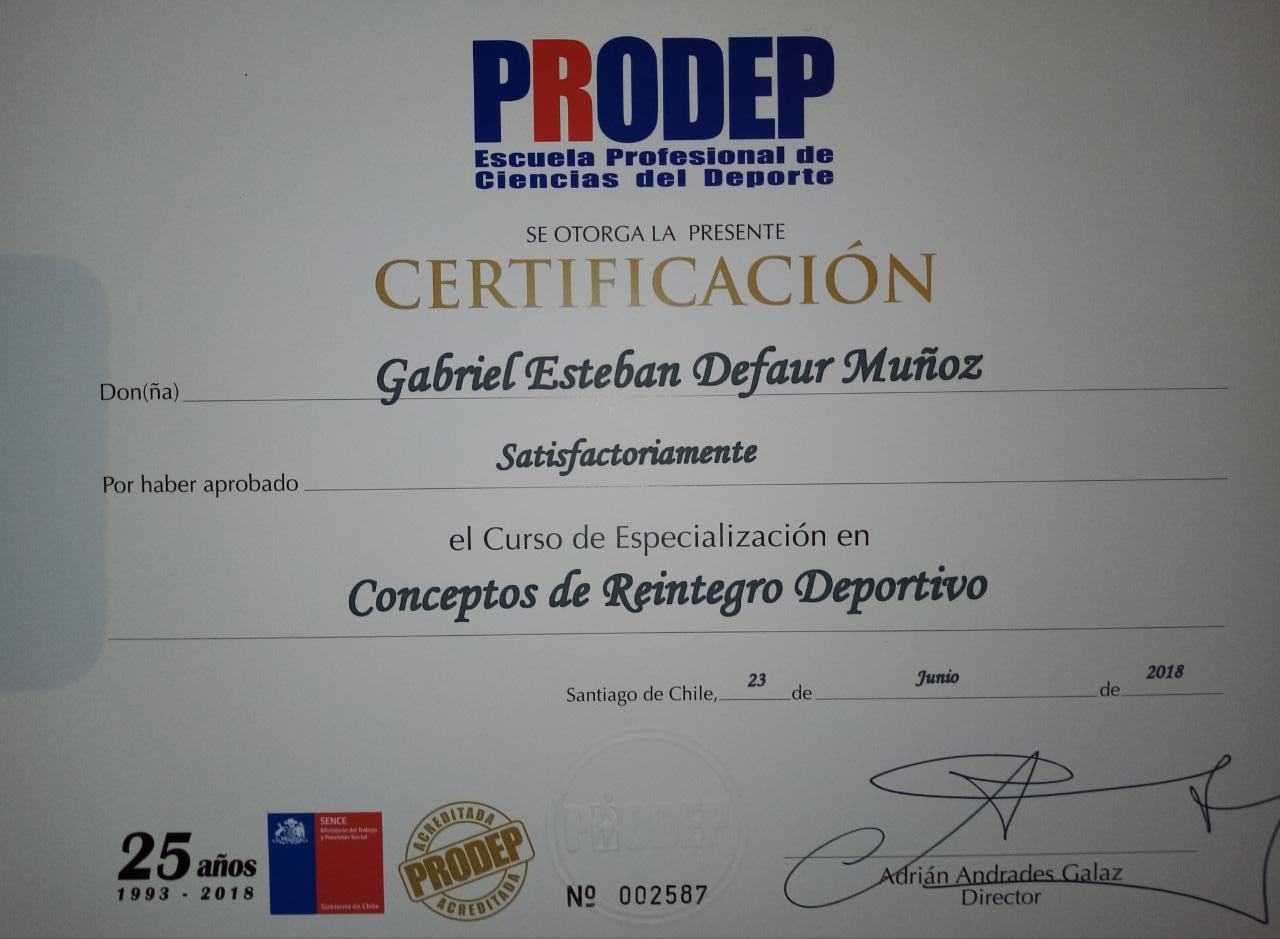 PRODEP
Escuela Profesional de
Ciencias del Deporte
SE OTORGA LA PRESENTE
CERTIFICACIÓN
Don(ña) Gabriel Esteban Defaur Muñoz
Por haber aprobado Satisfactoriamente
el Curso de Especialización en
Conceptos de Reintegro Deportivo
Santiago de Chile, 23 de Junio de 2018
25 años
1993 - 2018
SENCE
Ministerio del Trabajo
y Previsión Social
Gobierno de Chile
ACREDITADA
PRODEP
ACREDITADA
PRODEP
Nº 002587
Adrián Andrades Galaz
Director